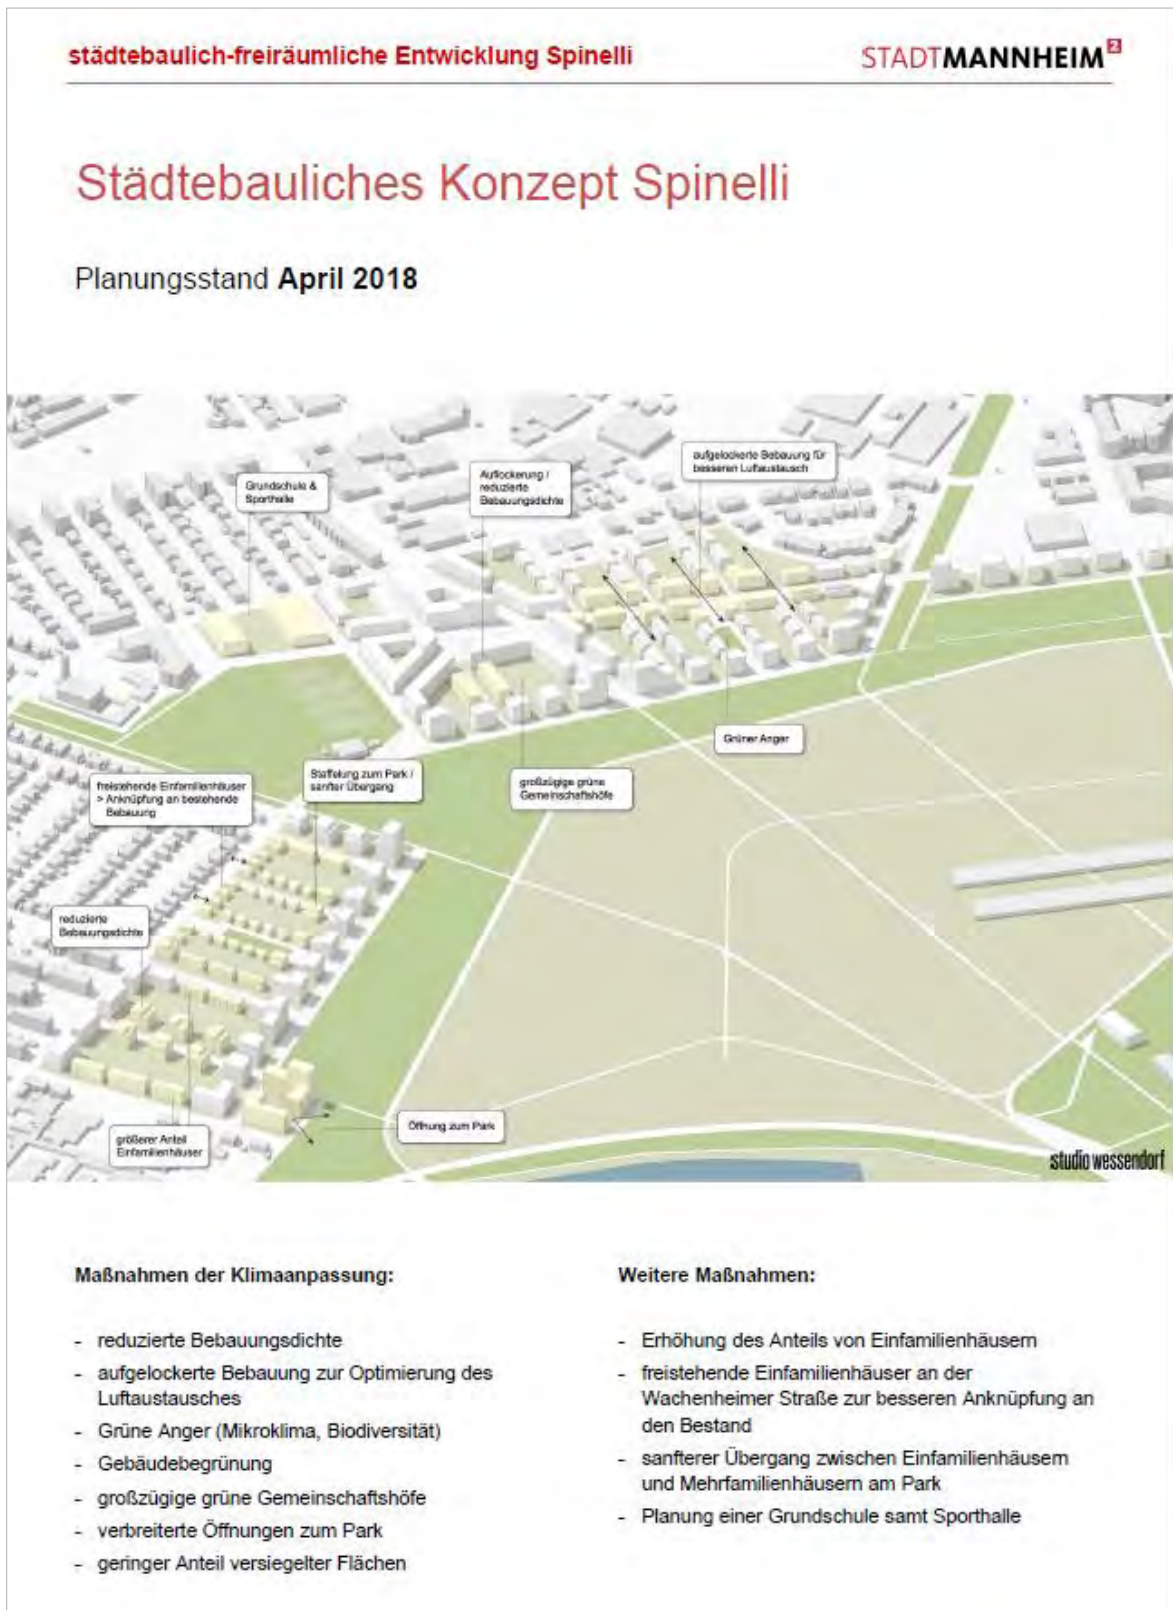 städtebaulich-freiräumliche Entwicklung Spinelli
STADTMANNHEIM²
Städtebauliches Konzept Spinelli
Planungsstand April 2018
aufgelockerte Bebauung für
besseren Luftaustausch
Auflockerung /
reduzierte
Bebauungsdichte
Grundschule &
Sporthalle
Grüner Anger
Staffelung zum Park /
sanfter Übergang
großzügige grüne
Gemeinschaftshöfe
freistehende Einfamilienhäuser
> Anknüpfung an bestehende
Bebauung
reduzierte
Bebauungsdichte
Öffnung zum Park
größerer Anteil
Einfamilienhäuser
studio wessendorf
Maßnahmen der Klimaanpassung:
- reduzierte Bebauungsdichte
- aufgelockerte Bebauung zur Optimierung des
Luftaustausches
- Grüne Anger (Mikroklima, Biodiversität)
- Gebäudebegrünung
- großzügige grüne Gemeinschaftshöfe
- verbreiterte Öffnungen zum Park
- geringer Anteil versiegelter Flächen
Weitere Maßnahmen:
- Erhöhung des Anteils von Einfamilienhäusern
- freistehende Einfamilienhäuser an der
Wachenheimer Straße zur besseren Anknüpfung an
den Bestand
- sanfterer Übergang zwischen Einfamilienhäusern
und Mehrfamilienhäusern am Park
- Planung einer Grundschule samt Sporthalle